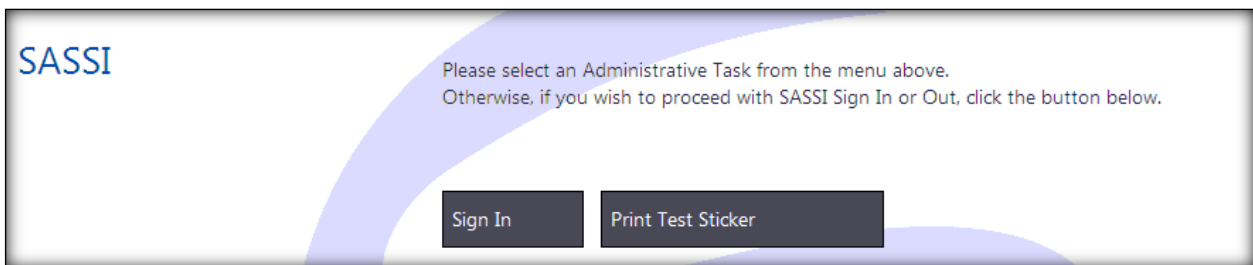 SASSI
Please select an Administrative Task from the menu above.
Otherwise, if you wish to proceed with SASSI Sign In or Out, click the button below.
Sign In
Print Test Sticker